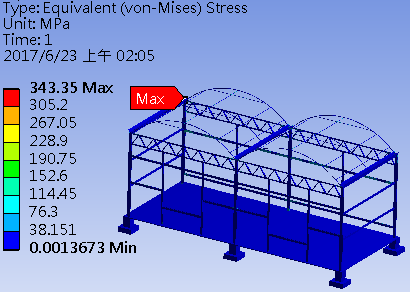 Type: Equivalent (von-Mises) Stress
Unit: MPa
Time: 1
2017/6/23 上午 02:05
343.35 Max
305.2
267.05
228.9
190.75
152.6
114.45
76.3
38.151
0.0013673 Min
Max